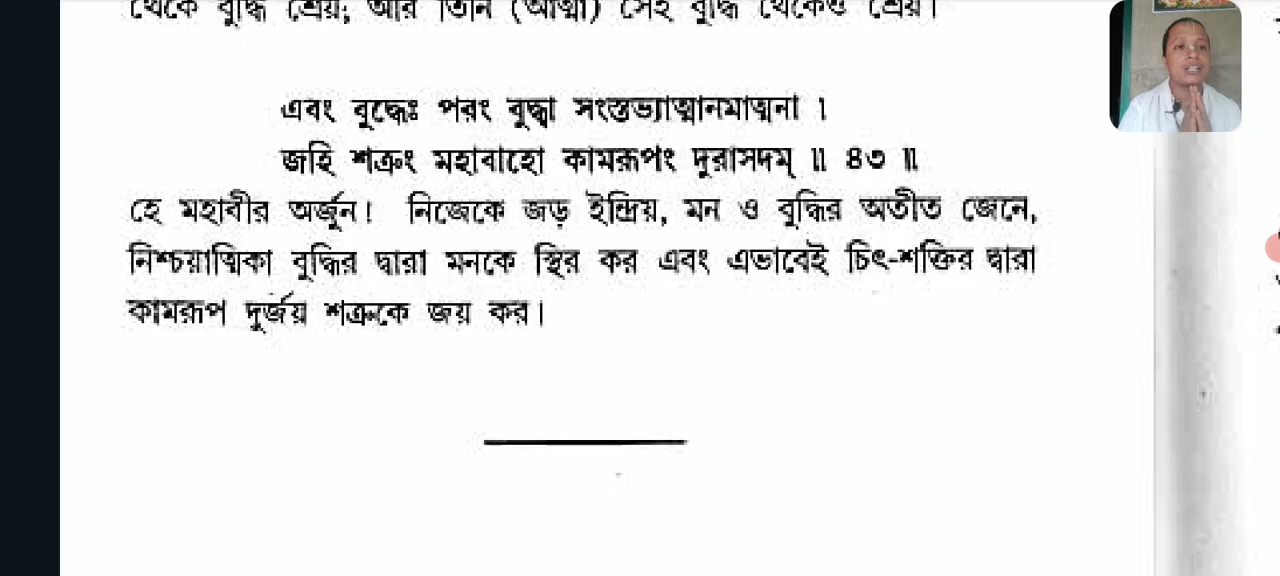 থেকে বুদ্ধি শ্রেয়; আর তিনি (আত্মা) সেই বুদ্ধি থেকেও শ্রেয়।
এবং বুদ্ধেঃ পরং বুদ্ধ্বা সংস্তভ্যাত্মানমাত্মনা ।
জহি শত্রুং মহাবাহো কামরূপং দুরাসদম্ ॥ ৪৩ ॥
হে মহাবীর অর্জুন! নিজেকে জড় ইন্দ্রিয়, মন ও বুদ্ধির অতীত জেনে,
নিশ্চয়াত্মিকা বুদ্ধির দ্বারা মনকে স্থির কর এবং এভাবেই চিৎ-শক্তির দ্বারা
কামরূপ দুর্জয় শত্রুকে জয় কর।